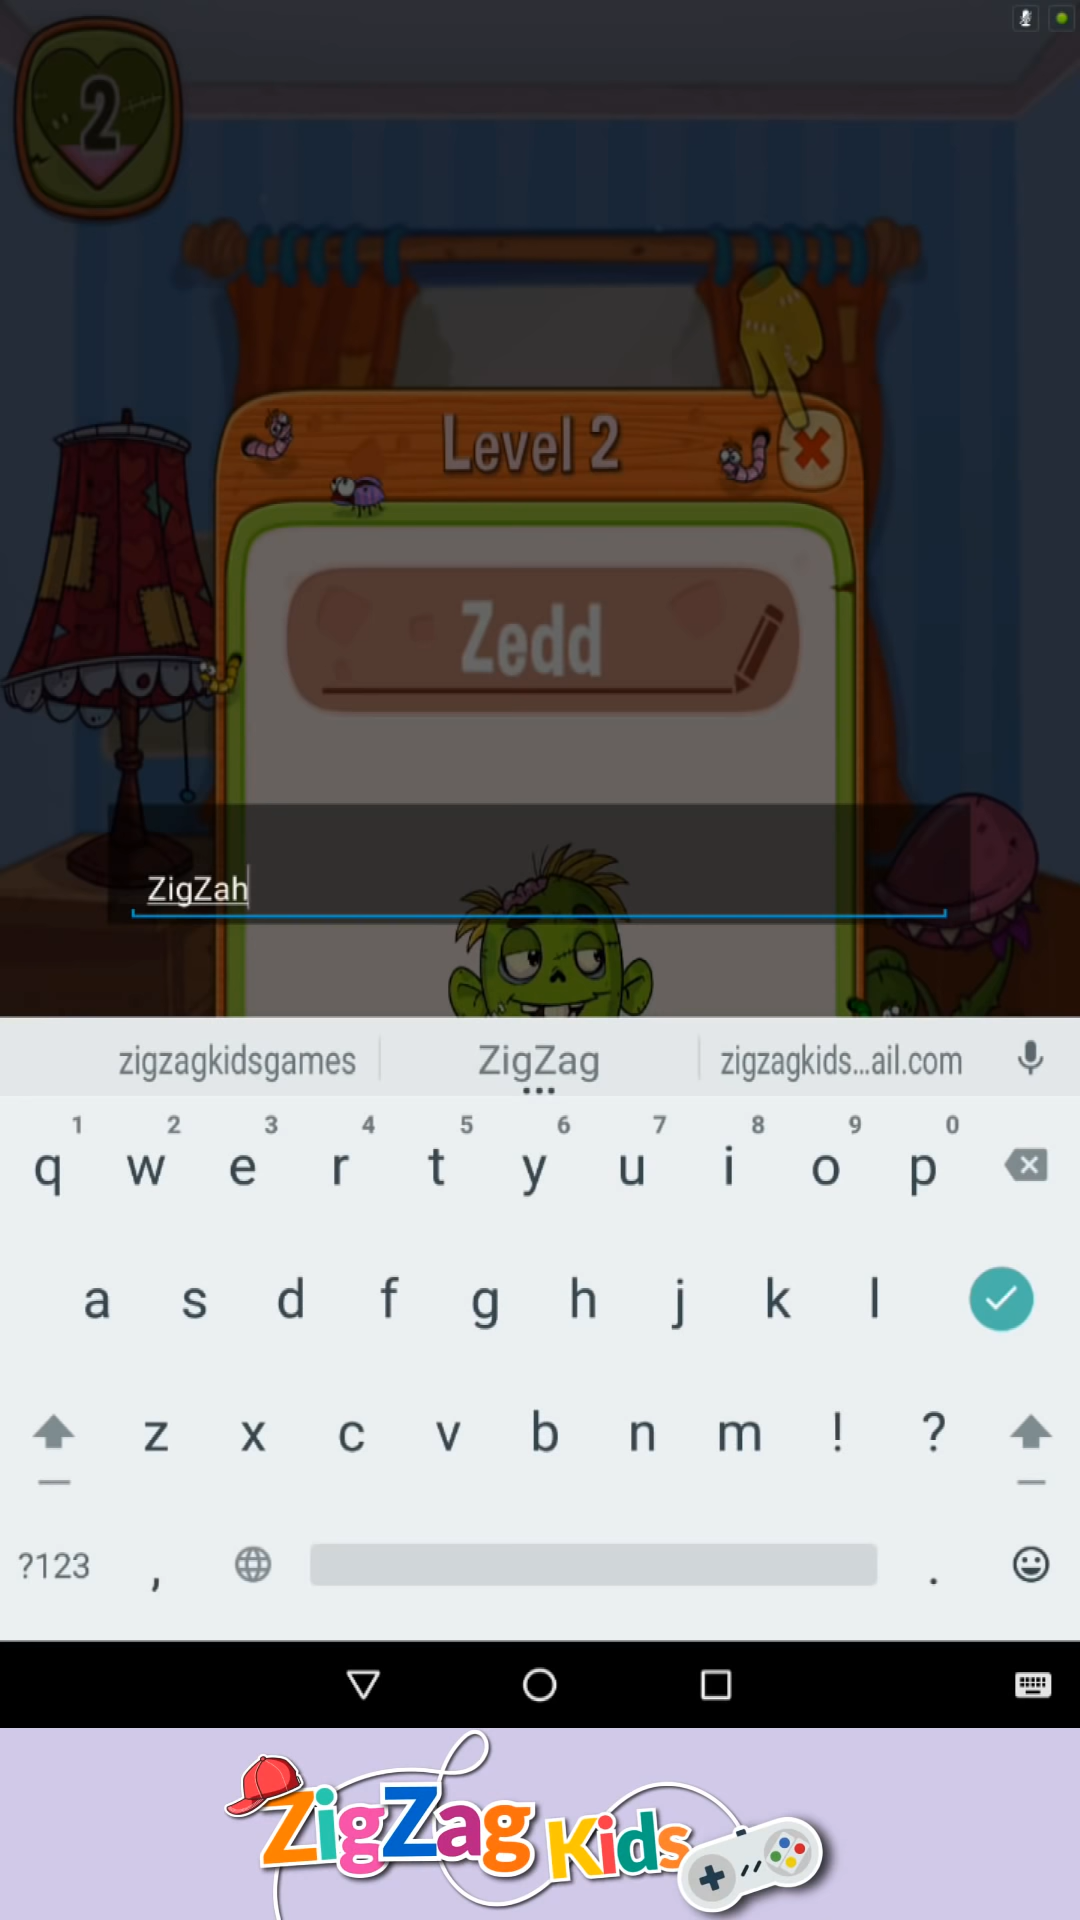 2
Level 2
Zedd
ZigZah
zigzagkidsgames ZigZag zigzagkids...ail.com
1 2 3 4 5 6 7 8 9 0
q w e r t y u i o p
a s d f g h j k l
z x c v b n m ! ?
?123 , .
ZigZag Kids